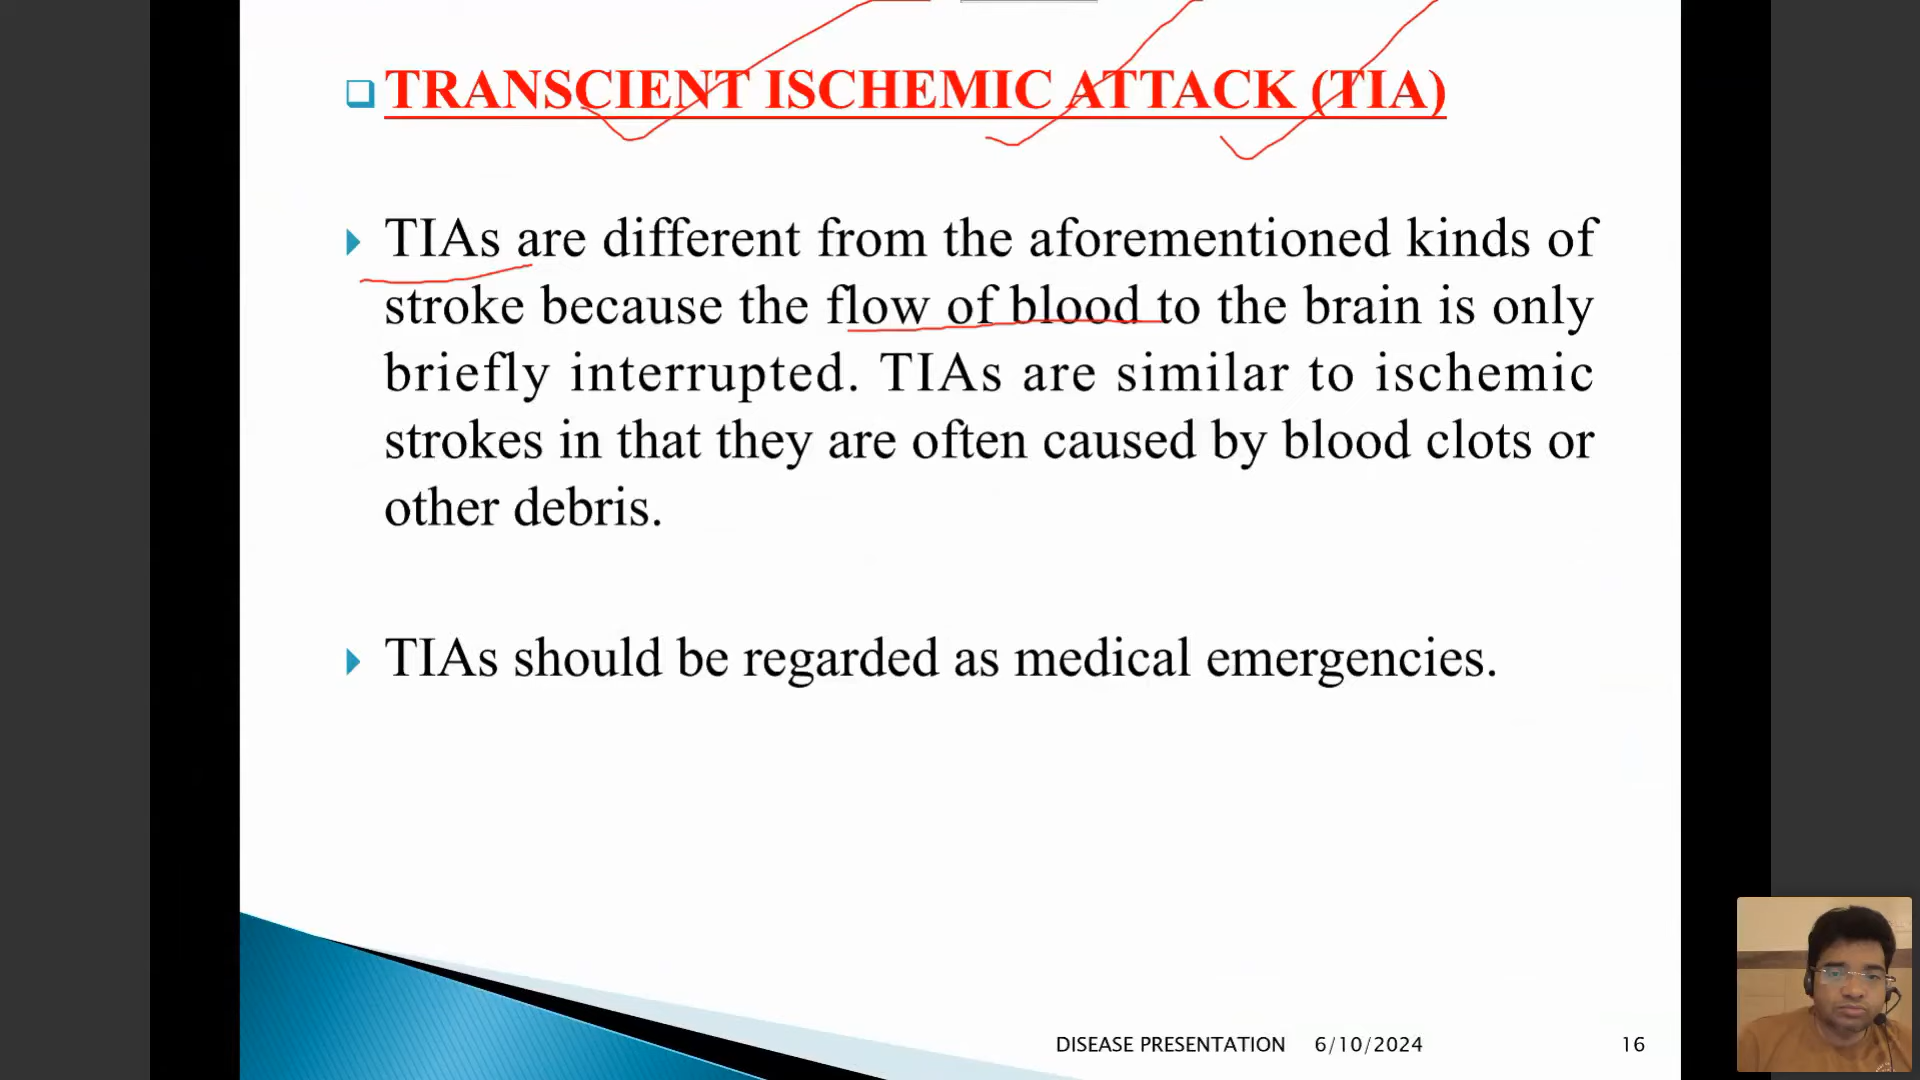 TRANSCIENT ISCHEMIC ATTACK (TIA)
TIAs are different from the aforementioned kinds of
stroke because the flow of blood to the brain is only
briefly interrupted. TIAs are similar to ischemic
strokes in that they are often caused by blood clots or
other debris.
TIAs should be regarded as medical emergencies.
DISEASE PRESENTATION 6/10/2024 16